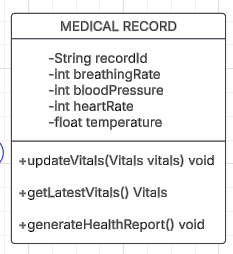 MEDICAL RECORD
-String recordId
-int breathingRate
-int bloodPressure
-int heartRate
-float temperature
+updateVitals(Vitals vitals) void
+getLatestVitals() Vitals
+generateHealthReport() void